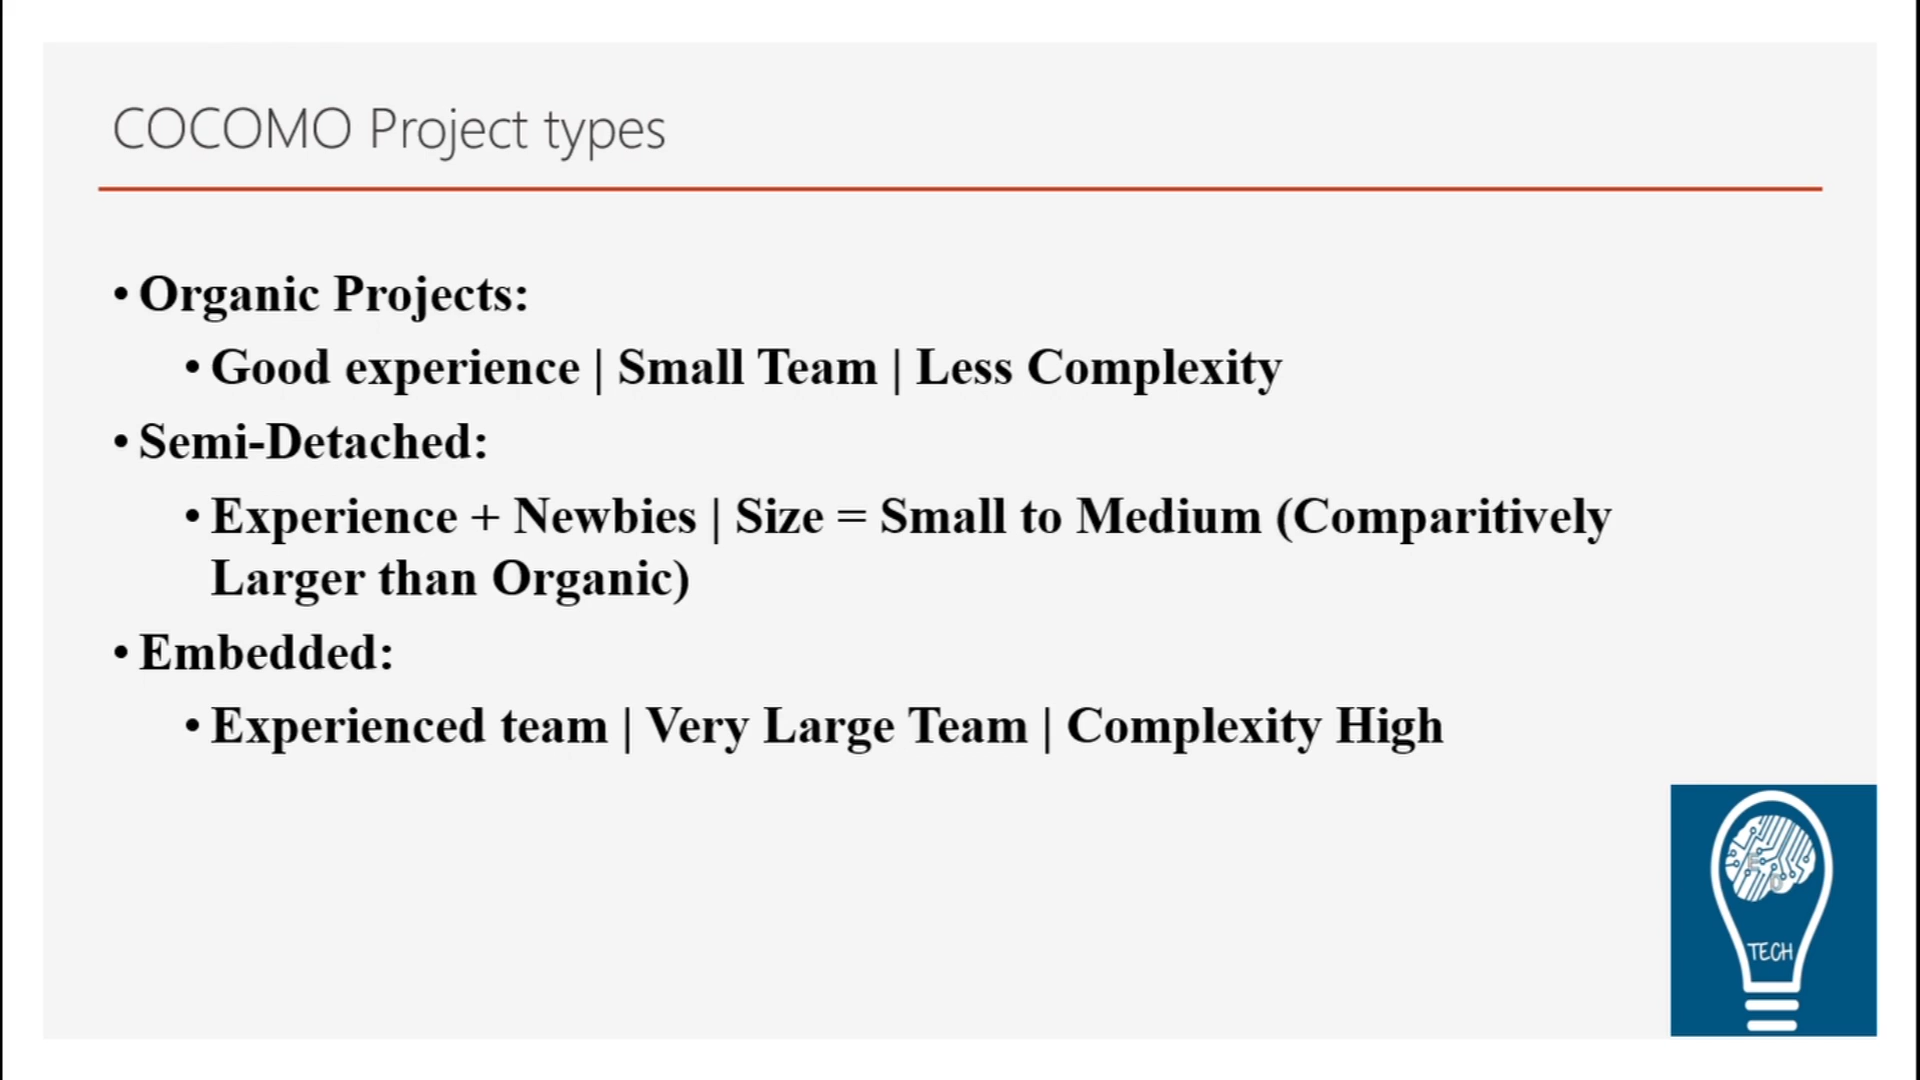 COCOMO Project types
• Organic Projects:
• Good experience | Small Team | Less Complexity
• Semi-Detached:
• Experience + Newbies | Size = Small to Medium (Comparitively
Larger than Organic)
• Embedded:
• Experienced team | Very Large Team | Complexity High
E
D
TECH